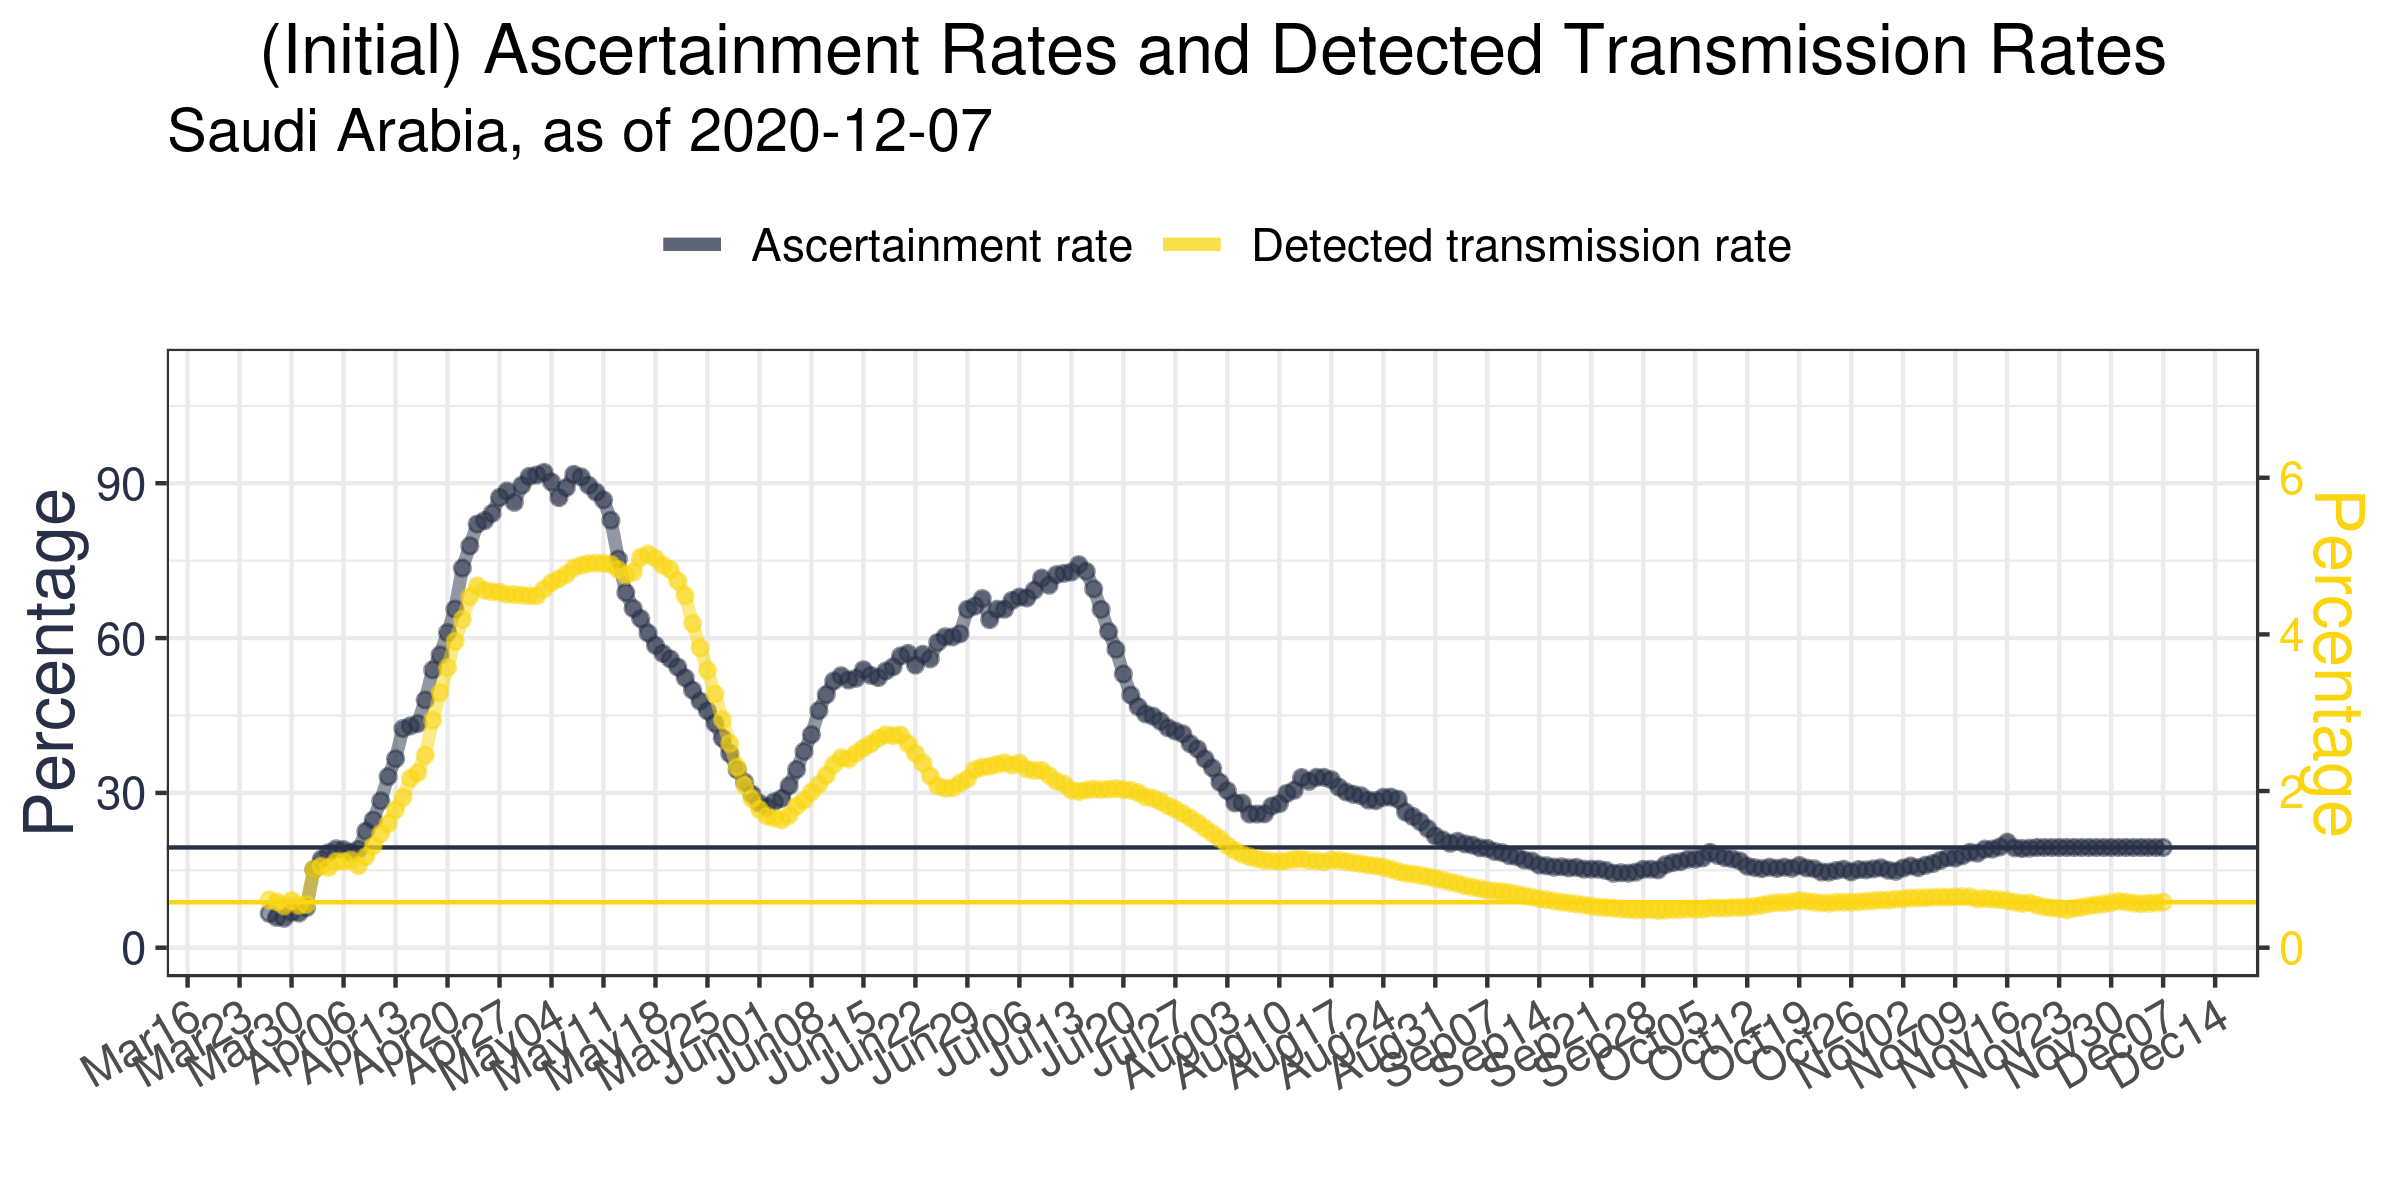 (Initial) Ascertainment Rates and Detected Transmission Rates
Saudi Arabia, as of 2020-12-07
Ascertainment rate
Detected transmission rate
Percentage
90
60
30
0
6
4
2
0
Percentage
Mar16
Mar23
Mar30
Apr06
Apr13
Apr20
Apr27
May04
May11
May18
May25
Jun01
Jun08
Jun15
Jun22
Jun29
Jul06
Jul13
Jul20
Jul27
Aug03
Aug10
Aug17
Aug24
Aug31
Sep07
Sep14
Sep21
Sep28
Oct05
Oct12
Oct19
Oct26
Nov02
Nov09
Nov16
Nov23
Nov30
Dec07
Dec14